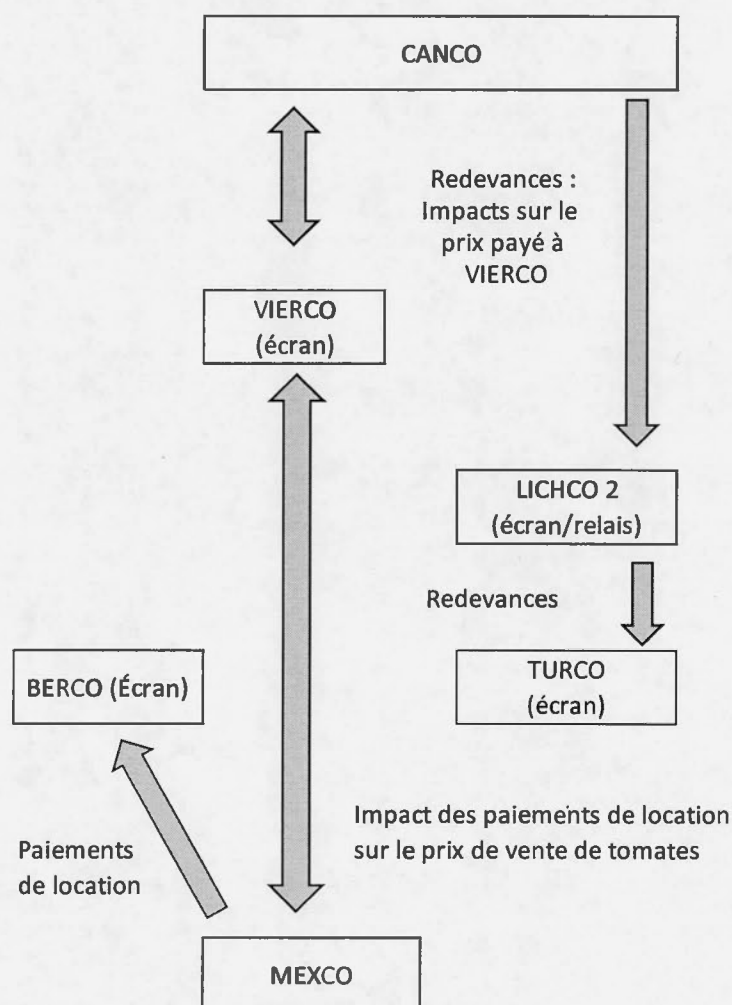 CANCO
Redevances :
Impacts sur le
prix payé à
VIERCO
VIERCO
(écran)
LICHCO 2
(écran/relais)
Redevances
TURCO
(écran)
BERCO (Écran)
Paiements
de location
Impact des paiements de location
sur le prix de vente de tomates
MEXCO